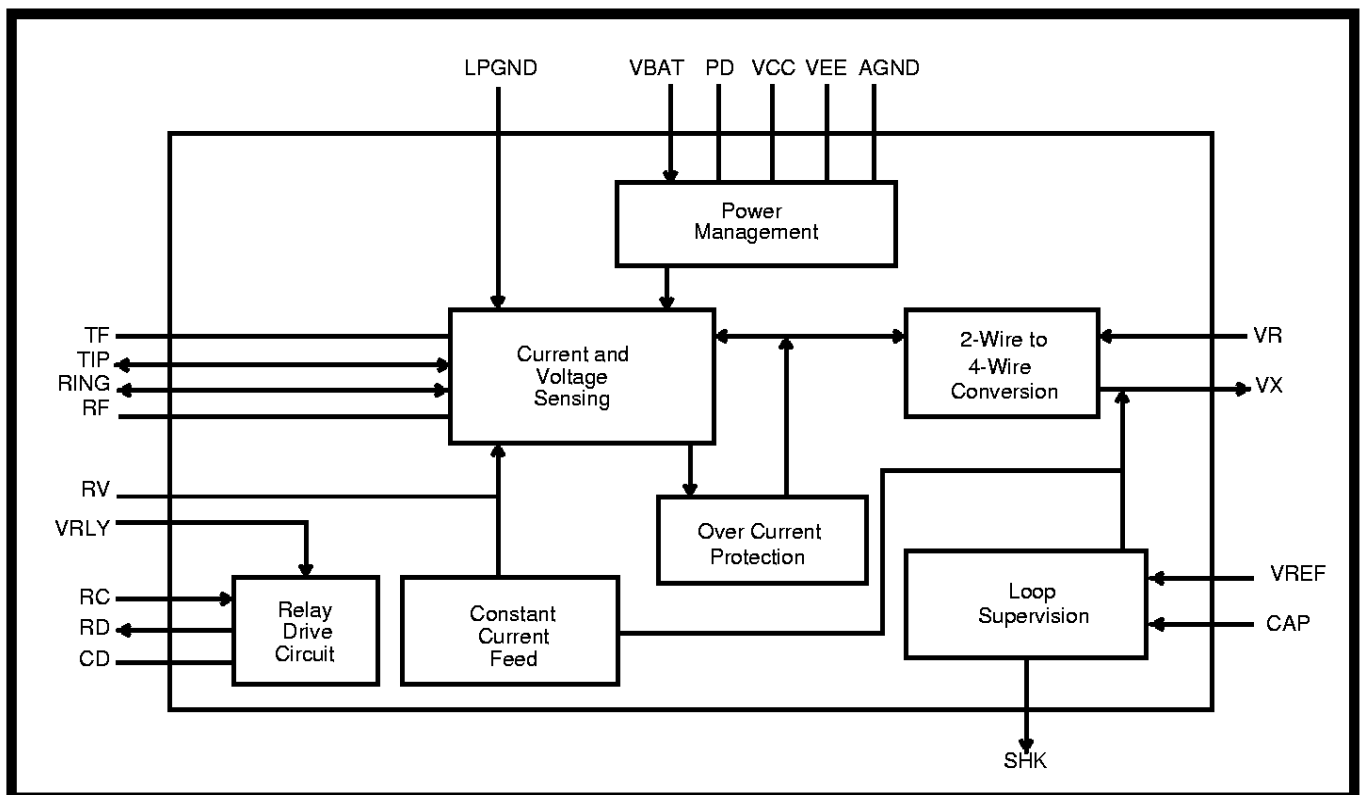 LPGND
VBAT PD VCC VEE AGND
Power
Management
TF
TIP
RING
RF
Current and
Voltage
Sensing
2-Wire to
4-Wire
Conversion
VR
VX
RV
VRLY
Over Current
Protection
RC
RD
CD
Relay
Drive
Circuit
Constant
Current
Feed
Loop
Supervision
VREF
CAP
SHK